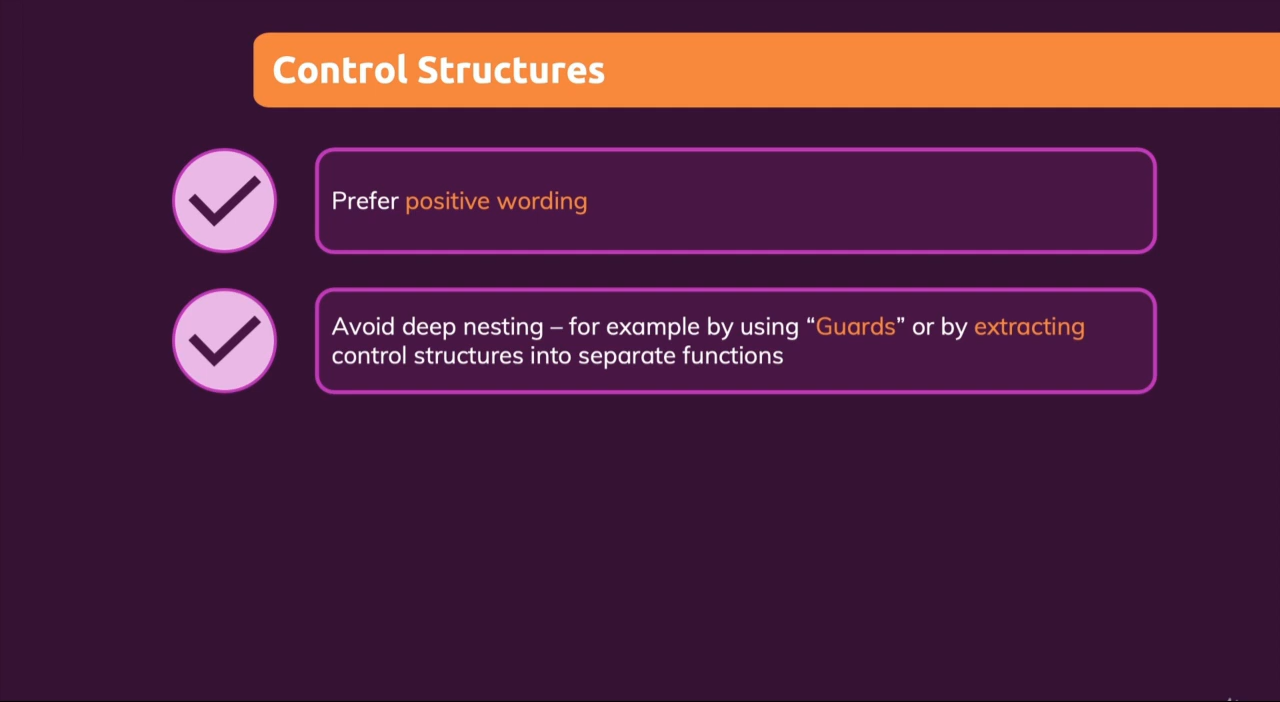 Control Structures
Prefer positive wording
Avoid deep nesting – for example by using “Guards” or by extracting
control structures into separate functions